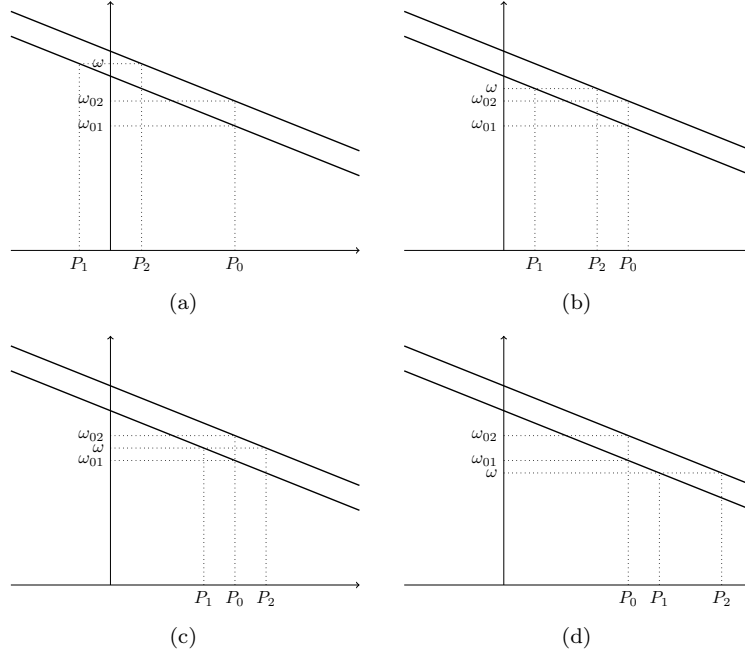 ω
ω₀₂
ω₀₁
P₁ P₂ P₀
(a)
ω
ω₀₂
ω₀₁
P₁ P₂ P₀
(b)
ω₀₂
ω
ω₀₁
P₁ P₀ P₂
(c)
ω₀₂
ω₀₁
ω
P₀ P₁ P₂
(d)